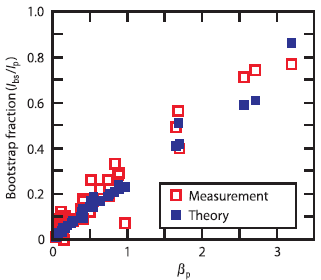 Bootstrap fraction (Ibs/Ip)
1.0
0.8
0.6
0.4
0.2
0
Measurement
Theory
0 1 2 3
βp